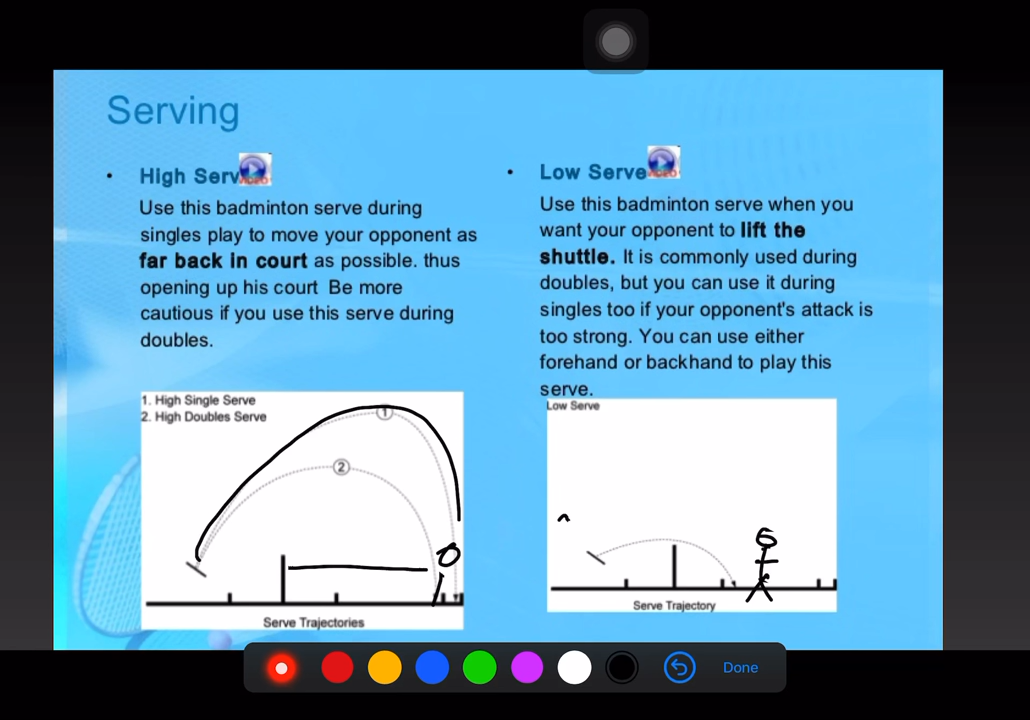 Serving
• High Serv
VIDEO
Use this badminton serve during
singles play to move your opponent as
far back in court as possible. thus
opening up his court Be more
cautious if you use this serve during
doubles.
1. High Single Serve
2. High Doubles Serve
1
2
Serve Trajectories
• Low Serve
VIDEO
Use this badminton serve when you
want your opponent to lift the
shuttle. It is commonly used during
doubles, but you can use it during
singles too if your opponent's attack is
too strong. You can use either
forehand or backhand to play this
serve.
Low Serve
Serve Trajectory
Done